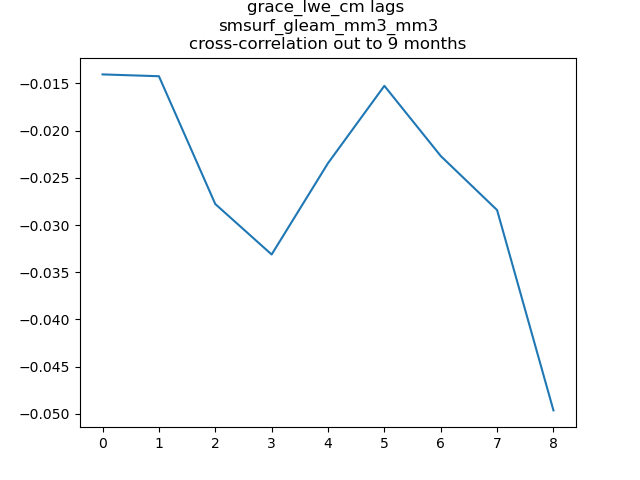 grace_lwe_cm lags
smsurf_gleam_mm3_mm3
cross-correlation out to 9 months
−0.015
−0.020
−0.025
−0.030
−0.035
−0.040
−0.045
−0.050
0 1 2 3 4 5 6 7 8